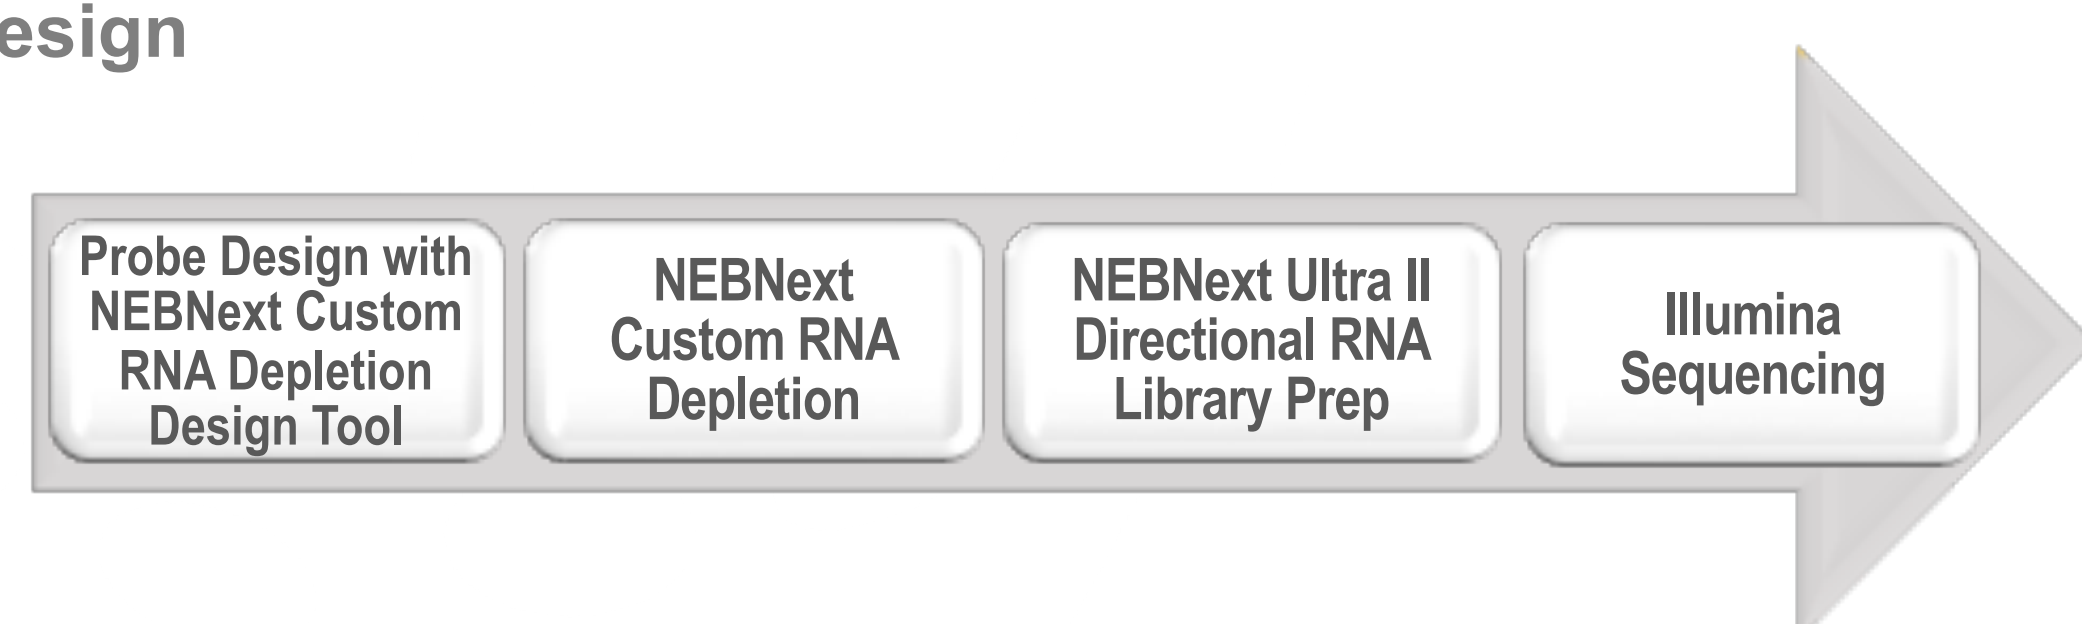 esign
Probe Design with
NEBNext Custom
RNA Depletion
Design Tool
NEBNext
Custom RNA
Depletion
NEBNext Ultra II
Directional RNA
Library Prep
Illumina
Sequencing